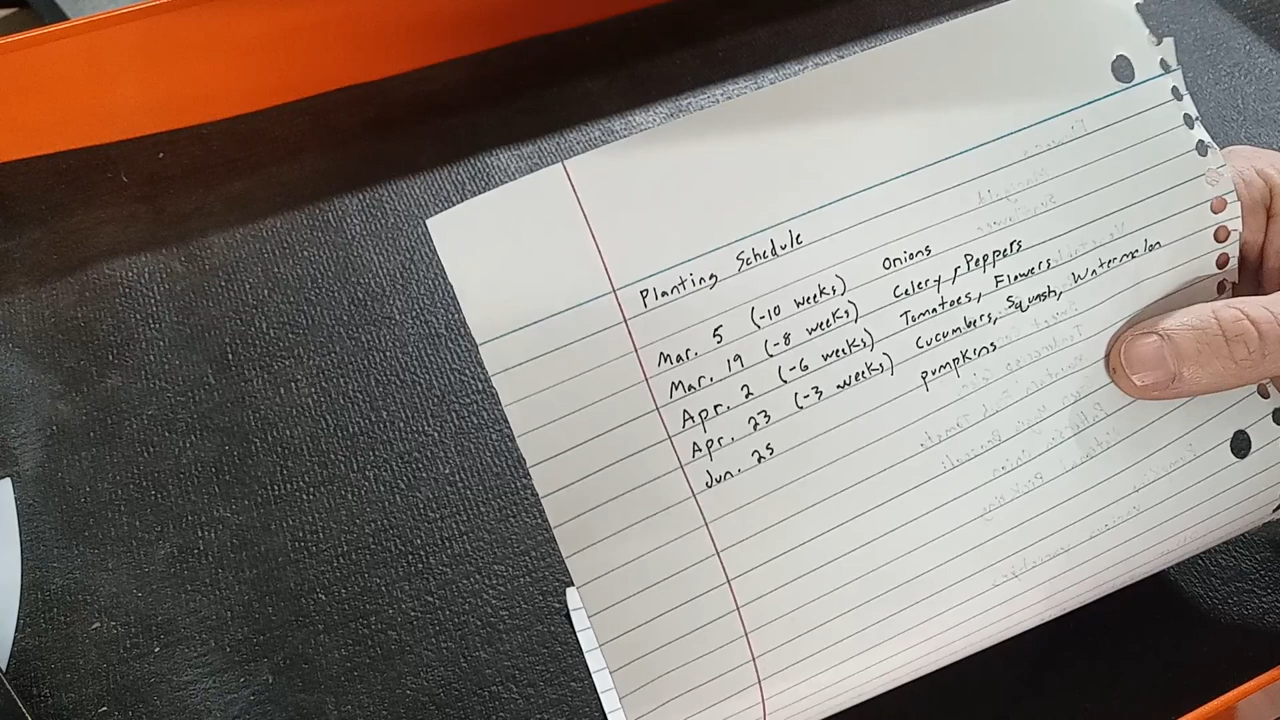 Planting Schedule
Mar. 5 (-10 weeks) Onions
Mar. 19 (-8 weeks) Celery, Peppers
Apr. 2 (-6 weeks) Tomatoes, Flowers
Apr. 23 (-3 weeks) Cucumbers, Squash, Watermelon
Jun. 25 pumpkins